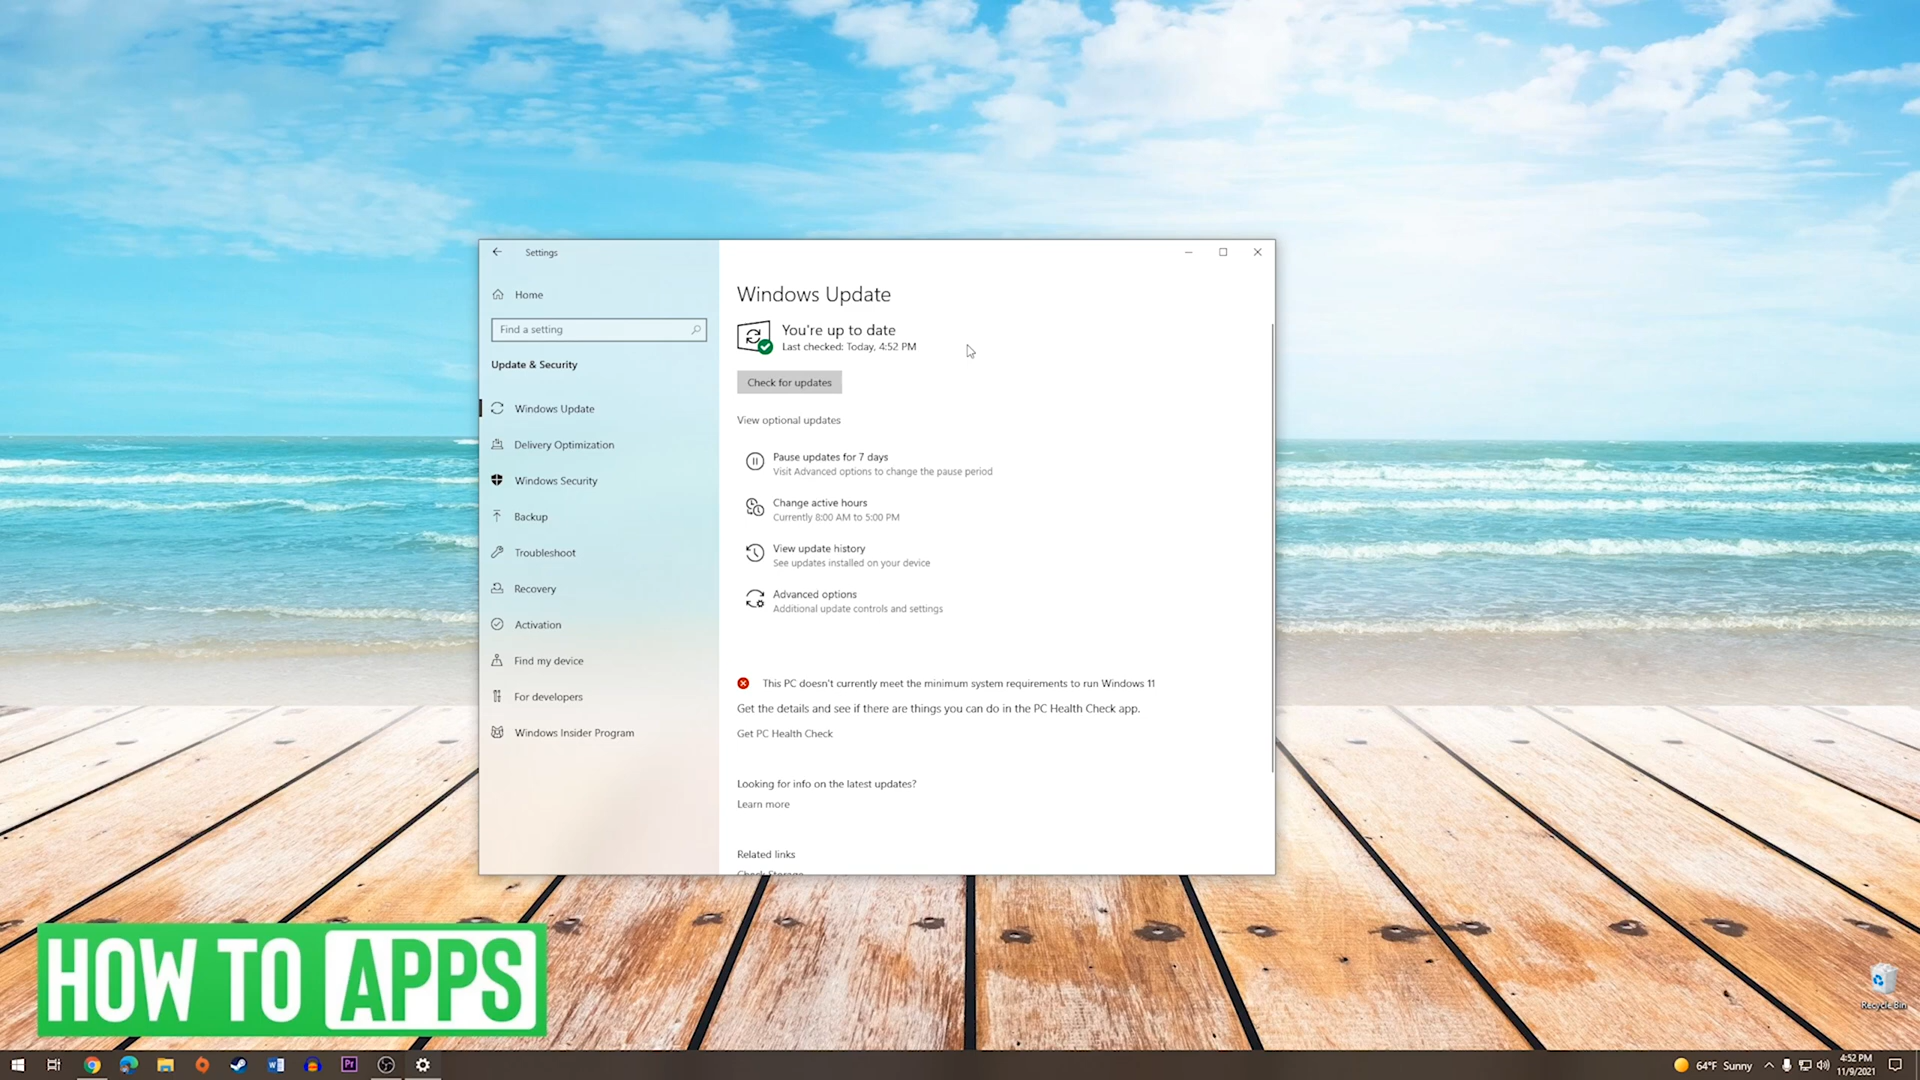 Settings
Home
Find a setting
Update & Security
Windows Update
Delivery Optimization
Windows Security
Backup
Troubleshoot
Recovery
Activation
Find my device
For developers
Windows Insider Program
Windows Update
You're up to date
Last checked: Today, 4:52 PM
Check for updates
View optional updates
Pause updates for 7 days
Visit Advanced options to change the pause period
Change active hours
Currently 8:00 AM to 5:00 PM
View update history
See updates installed on your device
Advanced options
Additional update controls and settings
This PC doesn't currently meet the minimum system requirements to run Windows 11
Get the details and see if there are things you can do in the PC Health Check app.
Get PC Health Check
Looking for info on the latest updates?
Learn more
Related links
Check Storage
HOW TO APPS
Recycle Bin
Pr
64°F Sunny
4:52 PM
11/9/2021